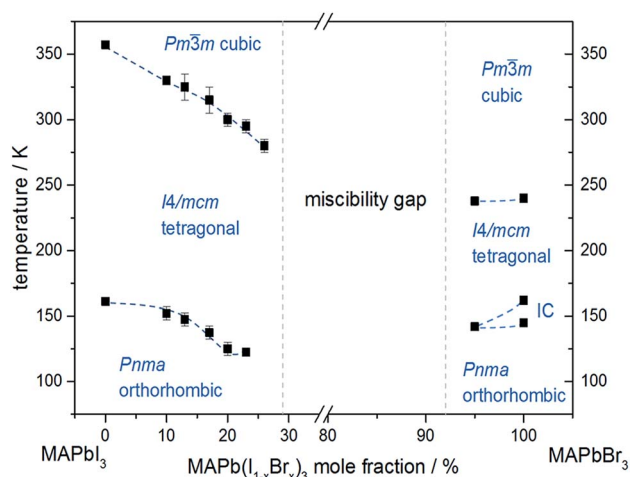 Pm3̅m cubic
Pm3̅m
cubic
I4/mcm
tetragonal
miscibility gap
I4/mcm
tetragonal
IC
Pnma
orthorhombic
Pnma
orthorhombic
temperature / K
350
300
250
200
150
100
350
300
250
200
150
100
0
10
20
30
80
90
100
MAPbI₃
MAPb(I₁₋ₓBrₓ)₃ mole fraction / %
MAPbBr₃